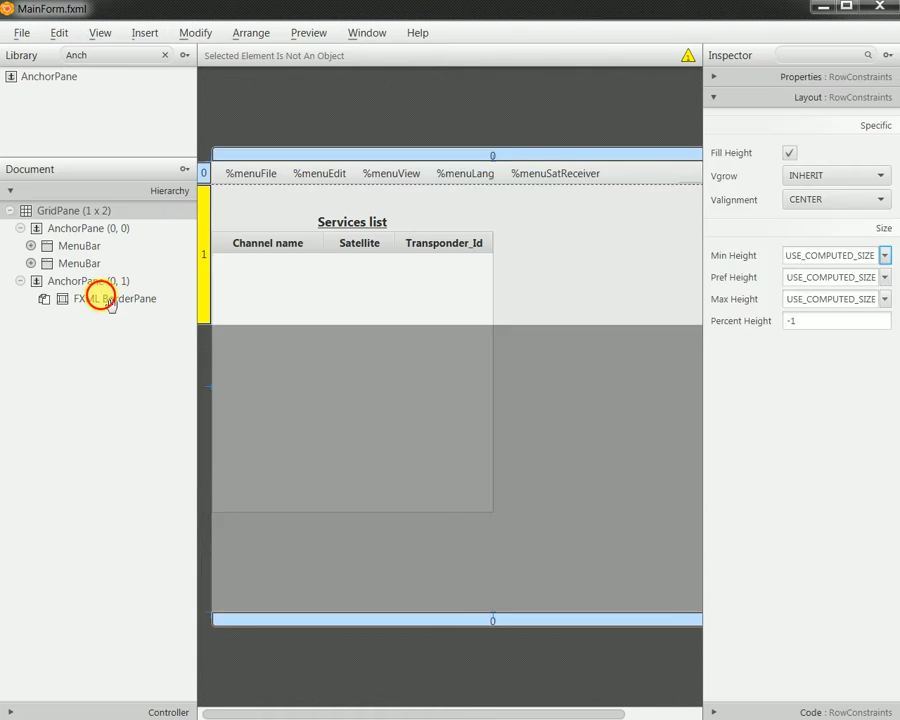 MainForm.fxml
File Edit View Insert Modify Arrange Preview Window Help
Library Anch
Selected Element Is Not An Object
Inspector
AnchorPane
Properties : RowConstraints
Layout : RowConstraints
Specific
Fill Height
Vgrow INHERIT
Valignment CENTER
Size
Min Height USE_COMPUTED_SIZE
Pref Height USE_COMPUTED_SIZE
Max Height USE_COMPUTED_SIZE
Percent Height -1
Document
Hierarchy
GridPane (1 x 2)
AnchorPane (0, 0)
MenuBar
MenuBar
AnchorPane (0, 1)
FXML BorderPane
0
0 %menuFile %menuEdit %menuView %menuLang %menuSatReceiver
Services list
Channel name Satellite Transponder_Id
1
0
Controller
Code : RowConstraints